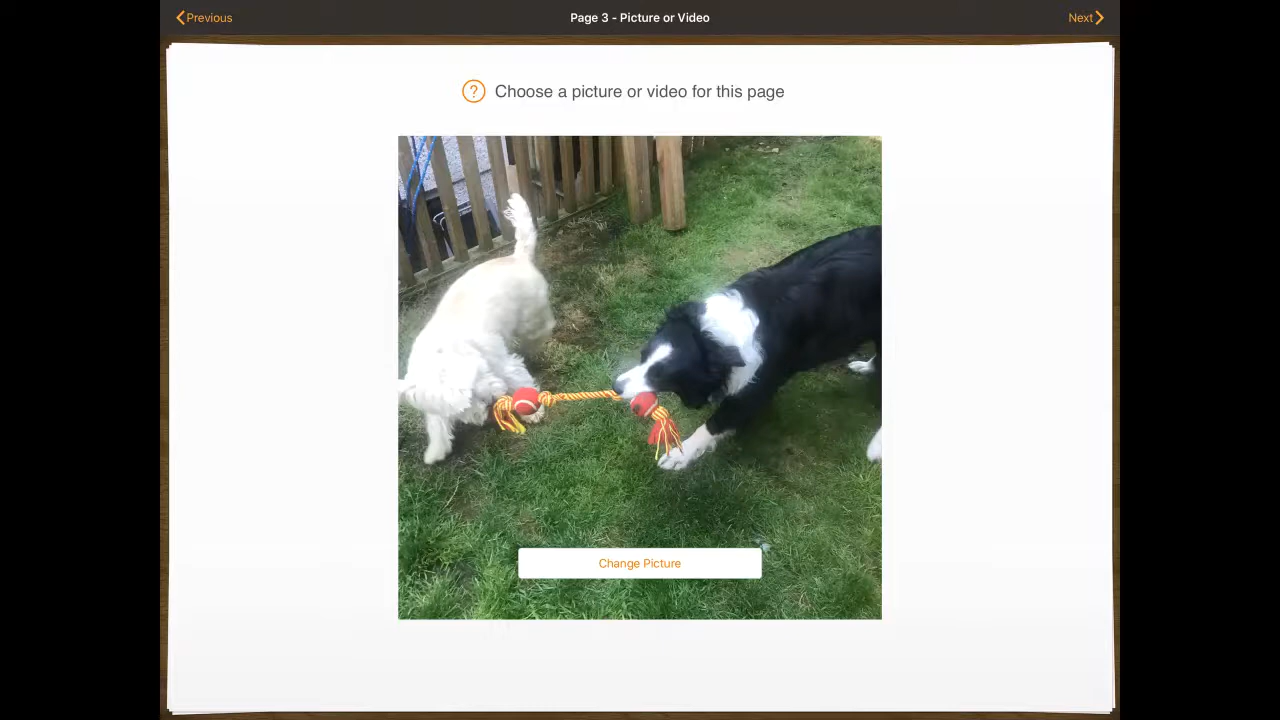 Previous
Page 3 - Picture or Video
Next
? Choose a picture or video for this page
Change Picture